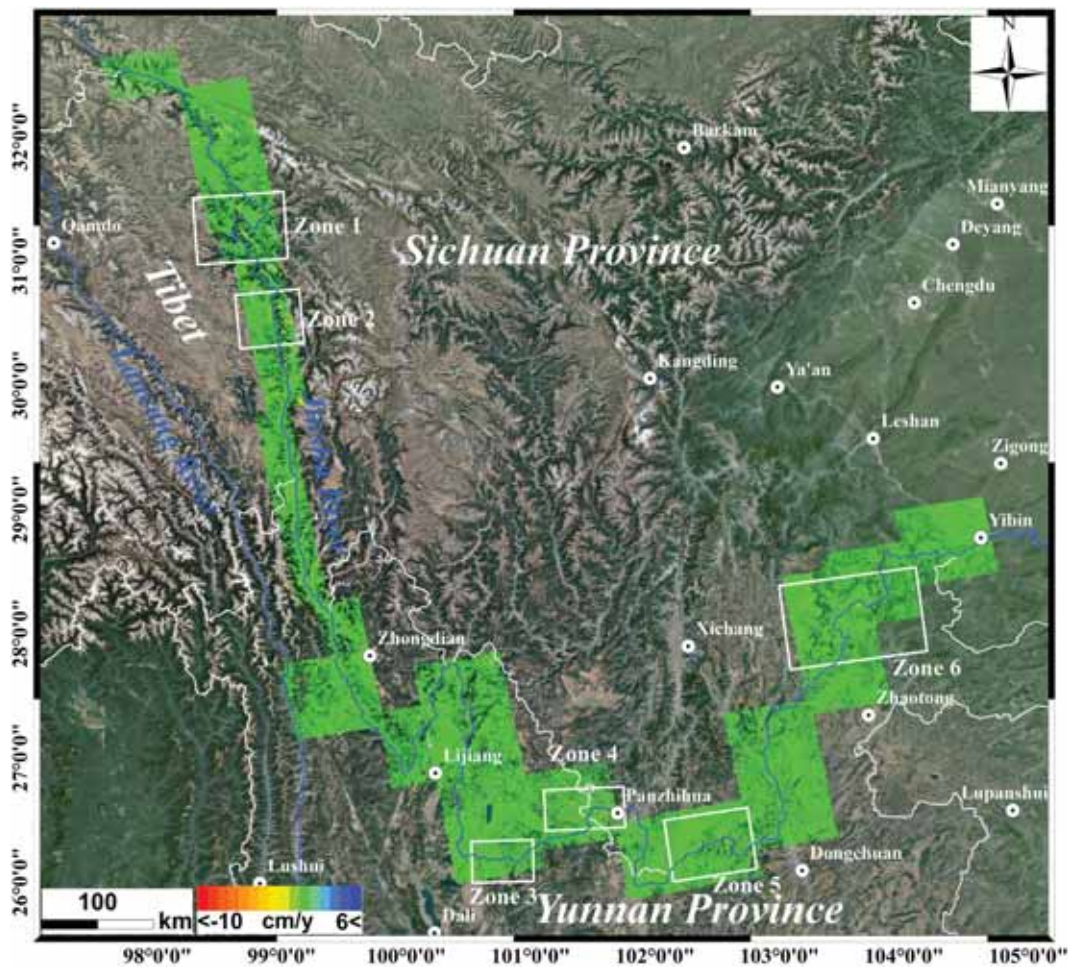 N
32°0'0"
31°0'0"
30°0'0"
29°0'0"
28°0'0"
27°0'0"
26°0'0"
Barkam
Mianyang
Deyang
Qamdo
Zone 1
Sichuan Province
Tibet
Chengdu
Zone 2
Kangding
Ya'an
Lancang River
Jinsha River
Leshan
Zigong
Yibin
Zhongdian
Xichang
Zone 6
Zhaotong
Lijiang
Zone 4
Panzhihua
Lupanshui
Lushui
Dongchuan
Zone 3
Zone 5
Dali
Yunnan Province
100
km
<-10 cm/y 6<
98°0'0" 99°0'0" 100°0'0" 101°0'0" 102°0'0" 103°0'0" 104°0'0" 105°0'0"